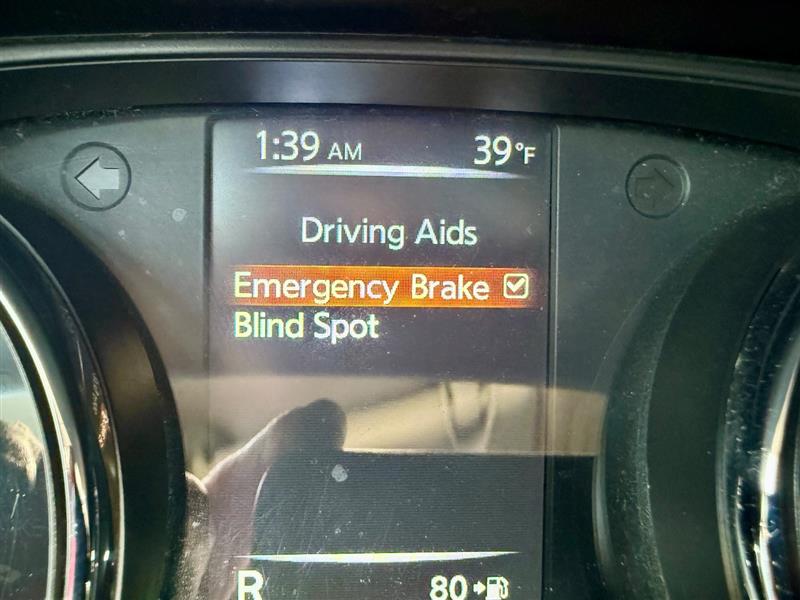 1:39 AM 39°F
Driving Aids
Emergency Brake
Blind Spot
R 80